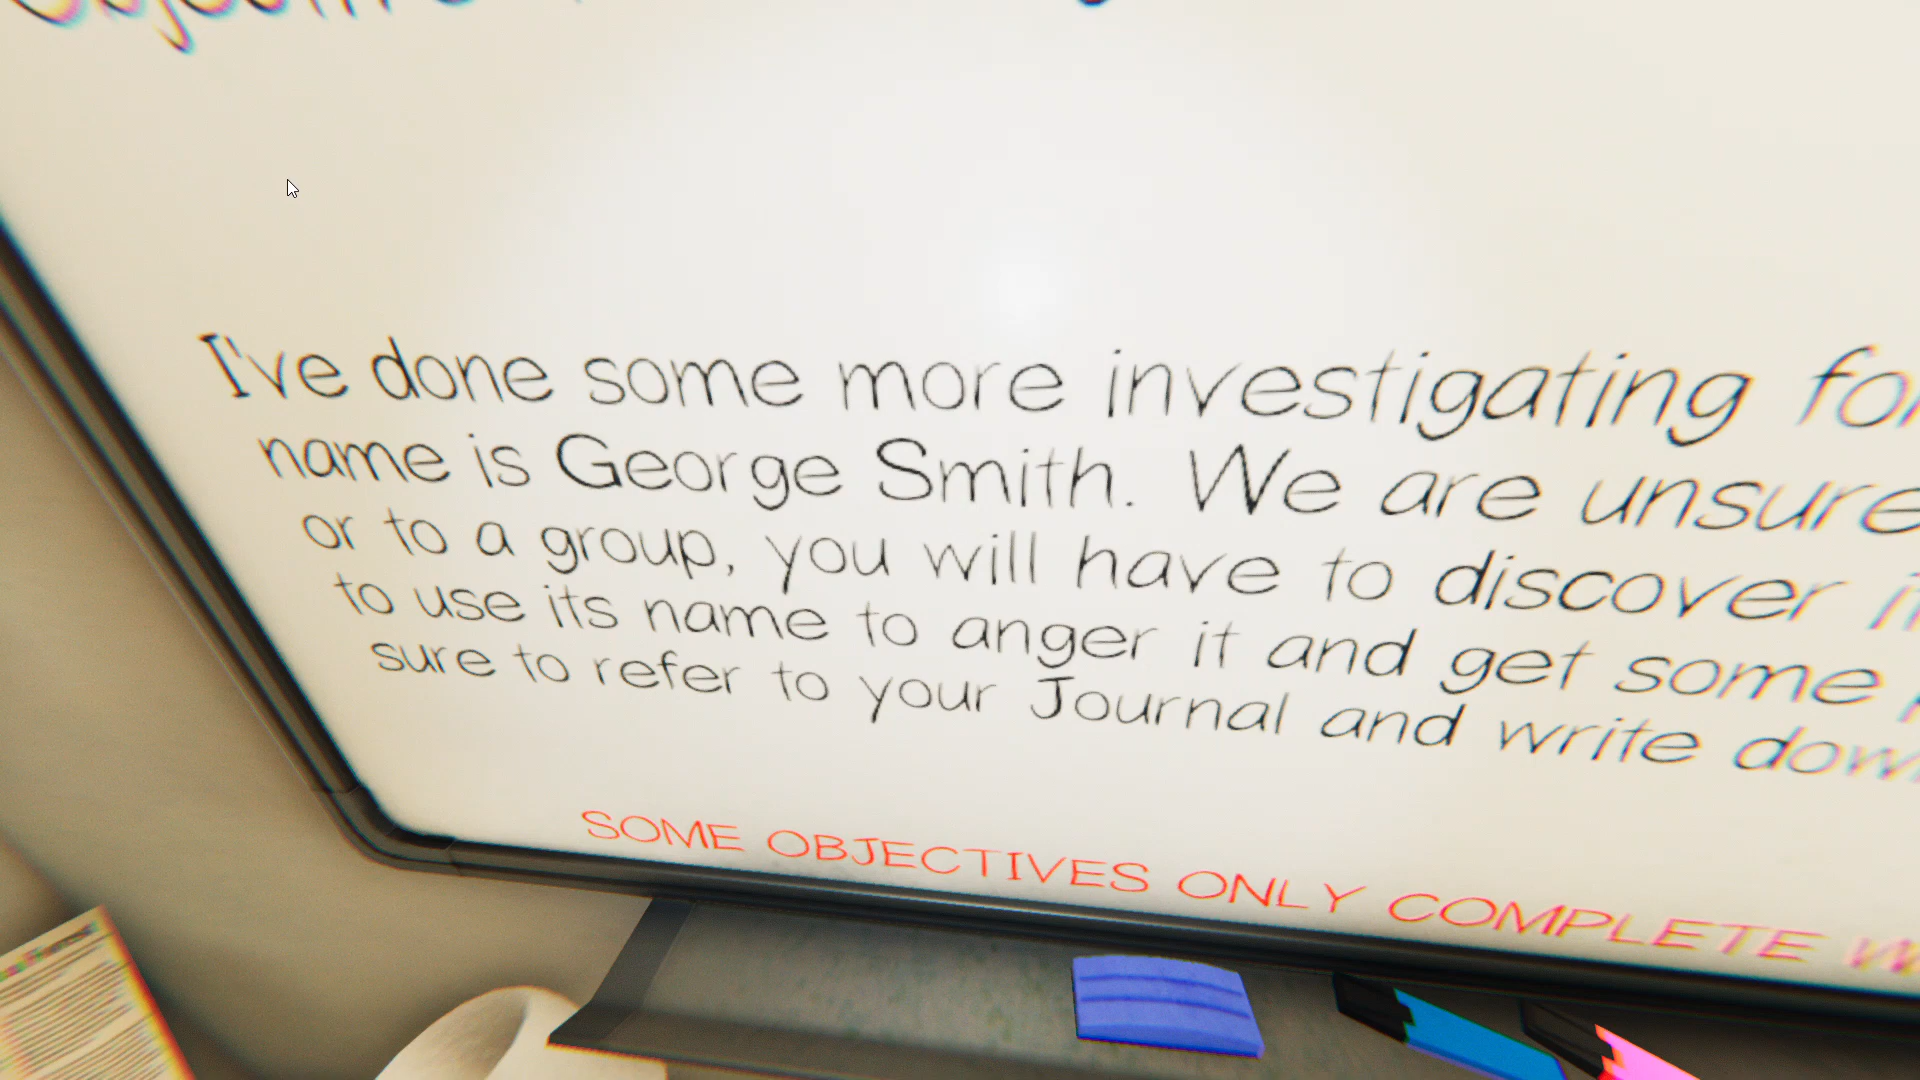 I've done some more investigating for
name is George Smith. We are unsure
or to a group, you will have to discover
to use its name to anger it and get some
sure to refer to your Journal and write
SOME OBJECTIVES ONLY COMPLETE